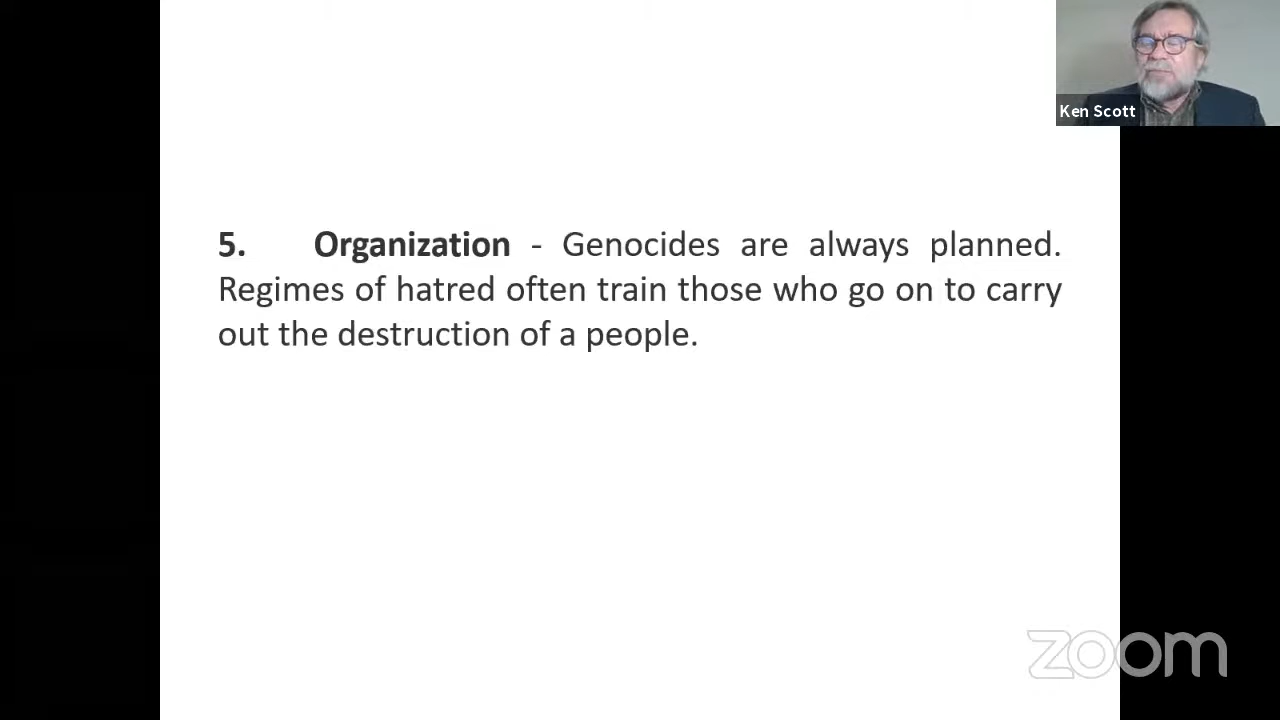 Ken Scott
5. Organization - Genocides are always planned.
Regimes of hatred often train those who go on to carry
out the destruction of a people.
zoom